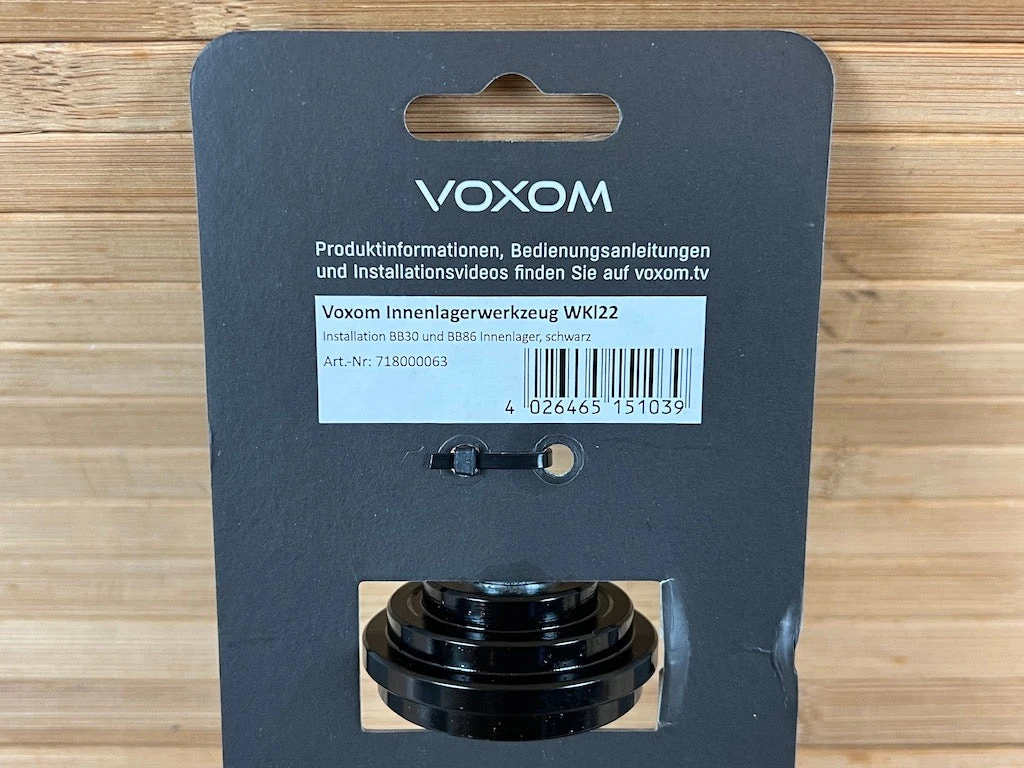 VOXOM
Produktinformationen, Bedienungsanleitungen
und Installationsvideos finden Sie auf voxom.tv
Voxom Innenlagerwerkzeug WKl22
Installation BB30 und BB86 Innenlager, schwarz
Art.-Nr: 718000063
4 026465 151039